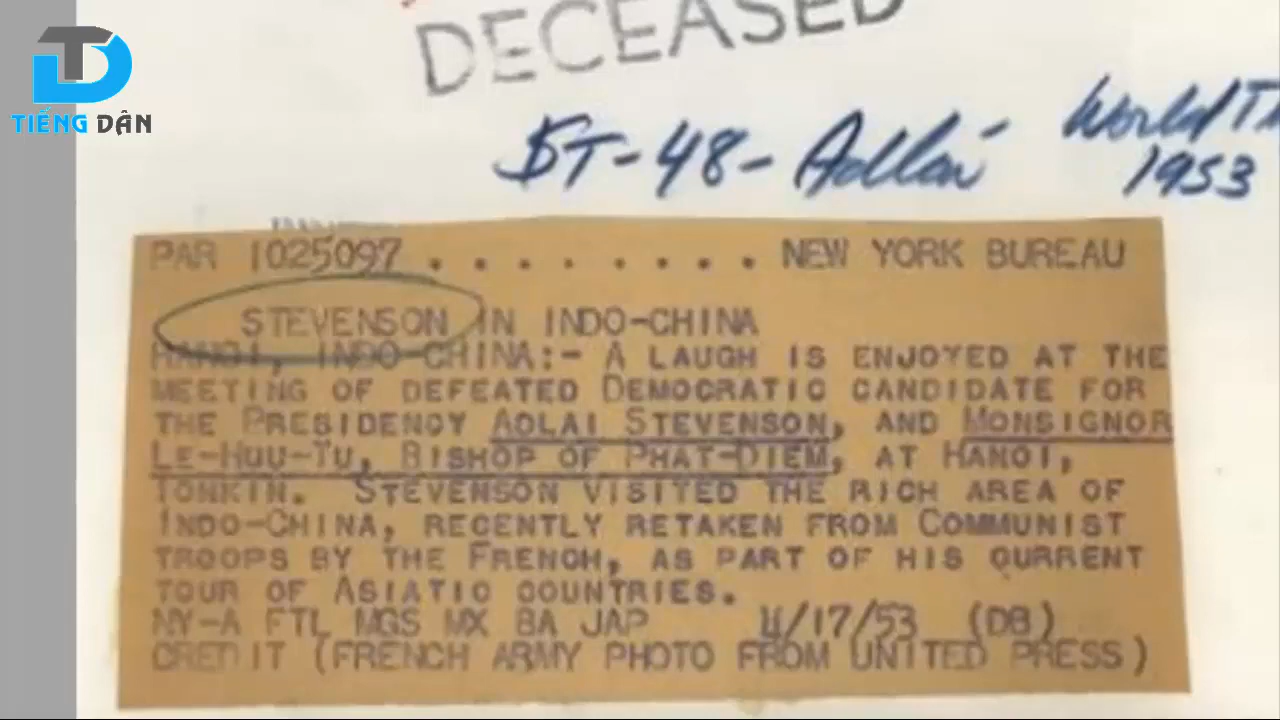 DECEASED
TIẾNG DÂN
ST-48-Adlai
World
1953
PAR 1025097 . . . . . . . . . NEW YORK BUREAU
STEVENSON IN INDO-CHINA
HANOI, INDO-CHINA:- A LAUGH IS ENJOYED AT THE
MEETING OF DEFEATED DEMOCRATIC CANDIDATE FOR
THE PRESIDENCY ADLAI STEVENSON, AND MONSIGNOR
LE-HUU-TU, BISHOP OF PHAT-DIEM, AT HANOI,
TONKIN. STEVENSON VISITED THE RICH AREA OF
INDO-CHINA, RECENTLY RETAKEN FROM COMMUNIST
TROOPS BY THE FRENCH, AS PART OF HIS CURRENT
TOUR OF ASIATIC COUNTRIES.
NY-A FTL MGS MX BA JAP 11/17/53 (DB)
CREDIT (FRENCH ARMY PHOTO FROM UNITED PRESS)